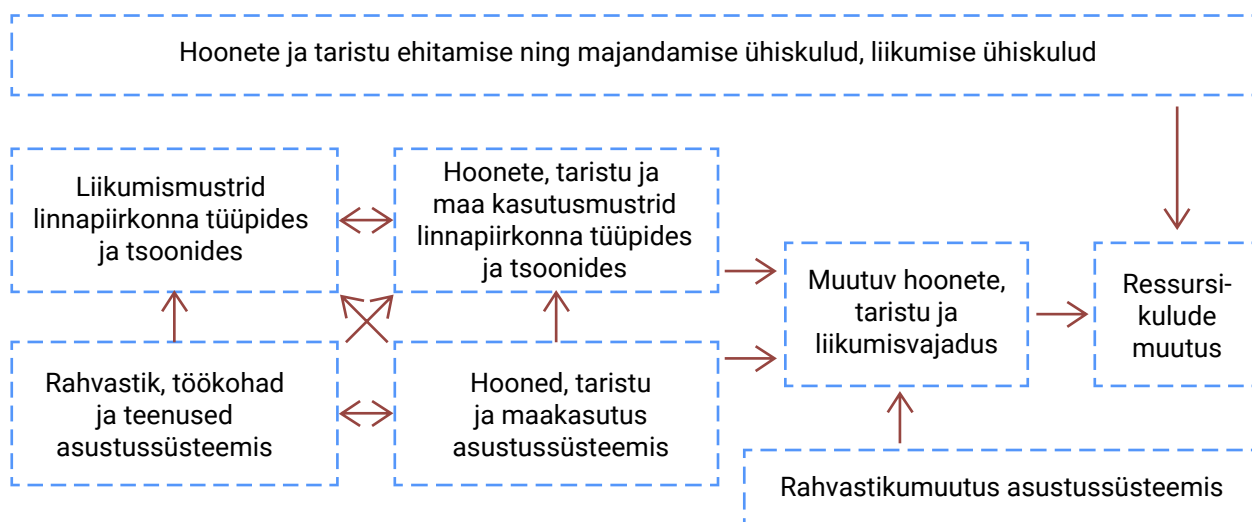 Hoonete ja taristu ehitamise ning majandamise ühiskulud, liikumise ühiskulud
Liikumismustrid
linnapiirkonna tüüpides
ja tsoonides
Hoonete, taristu ja
maa kasutusmustrid
linnapiirkonna tüüpides
ja tsoonides
Muutuv hoonete,
taristu ja
liikumisvajadus
Ressursi-
kulude
muutus
Rahvastik, töökohad
ja teenused
asustussüsteemis
Hooned, taristu
ja maakasutus
asustussüsteemis
Rahvastikumuutus asustussüsteemis